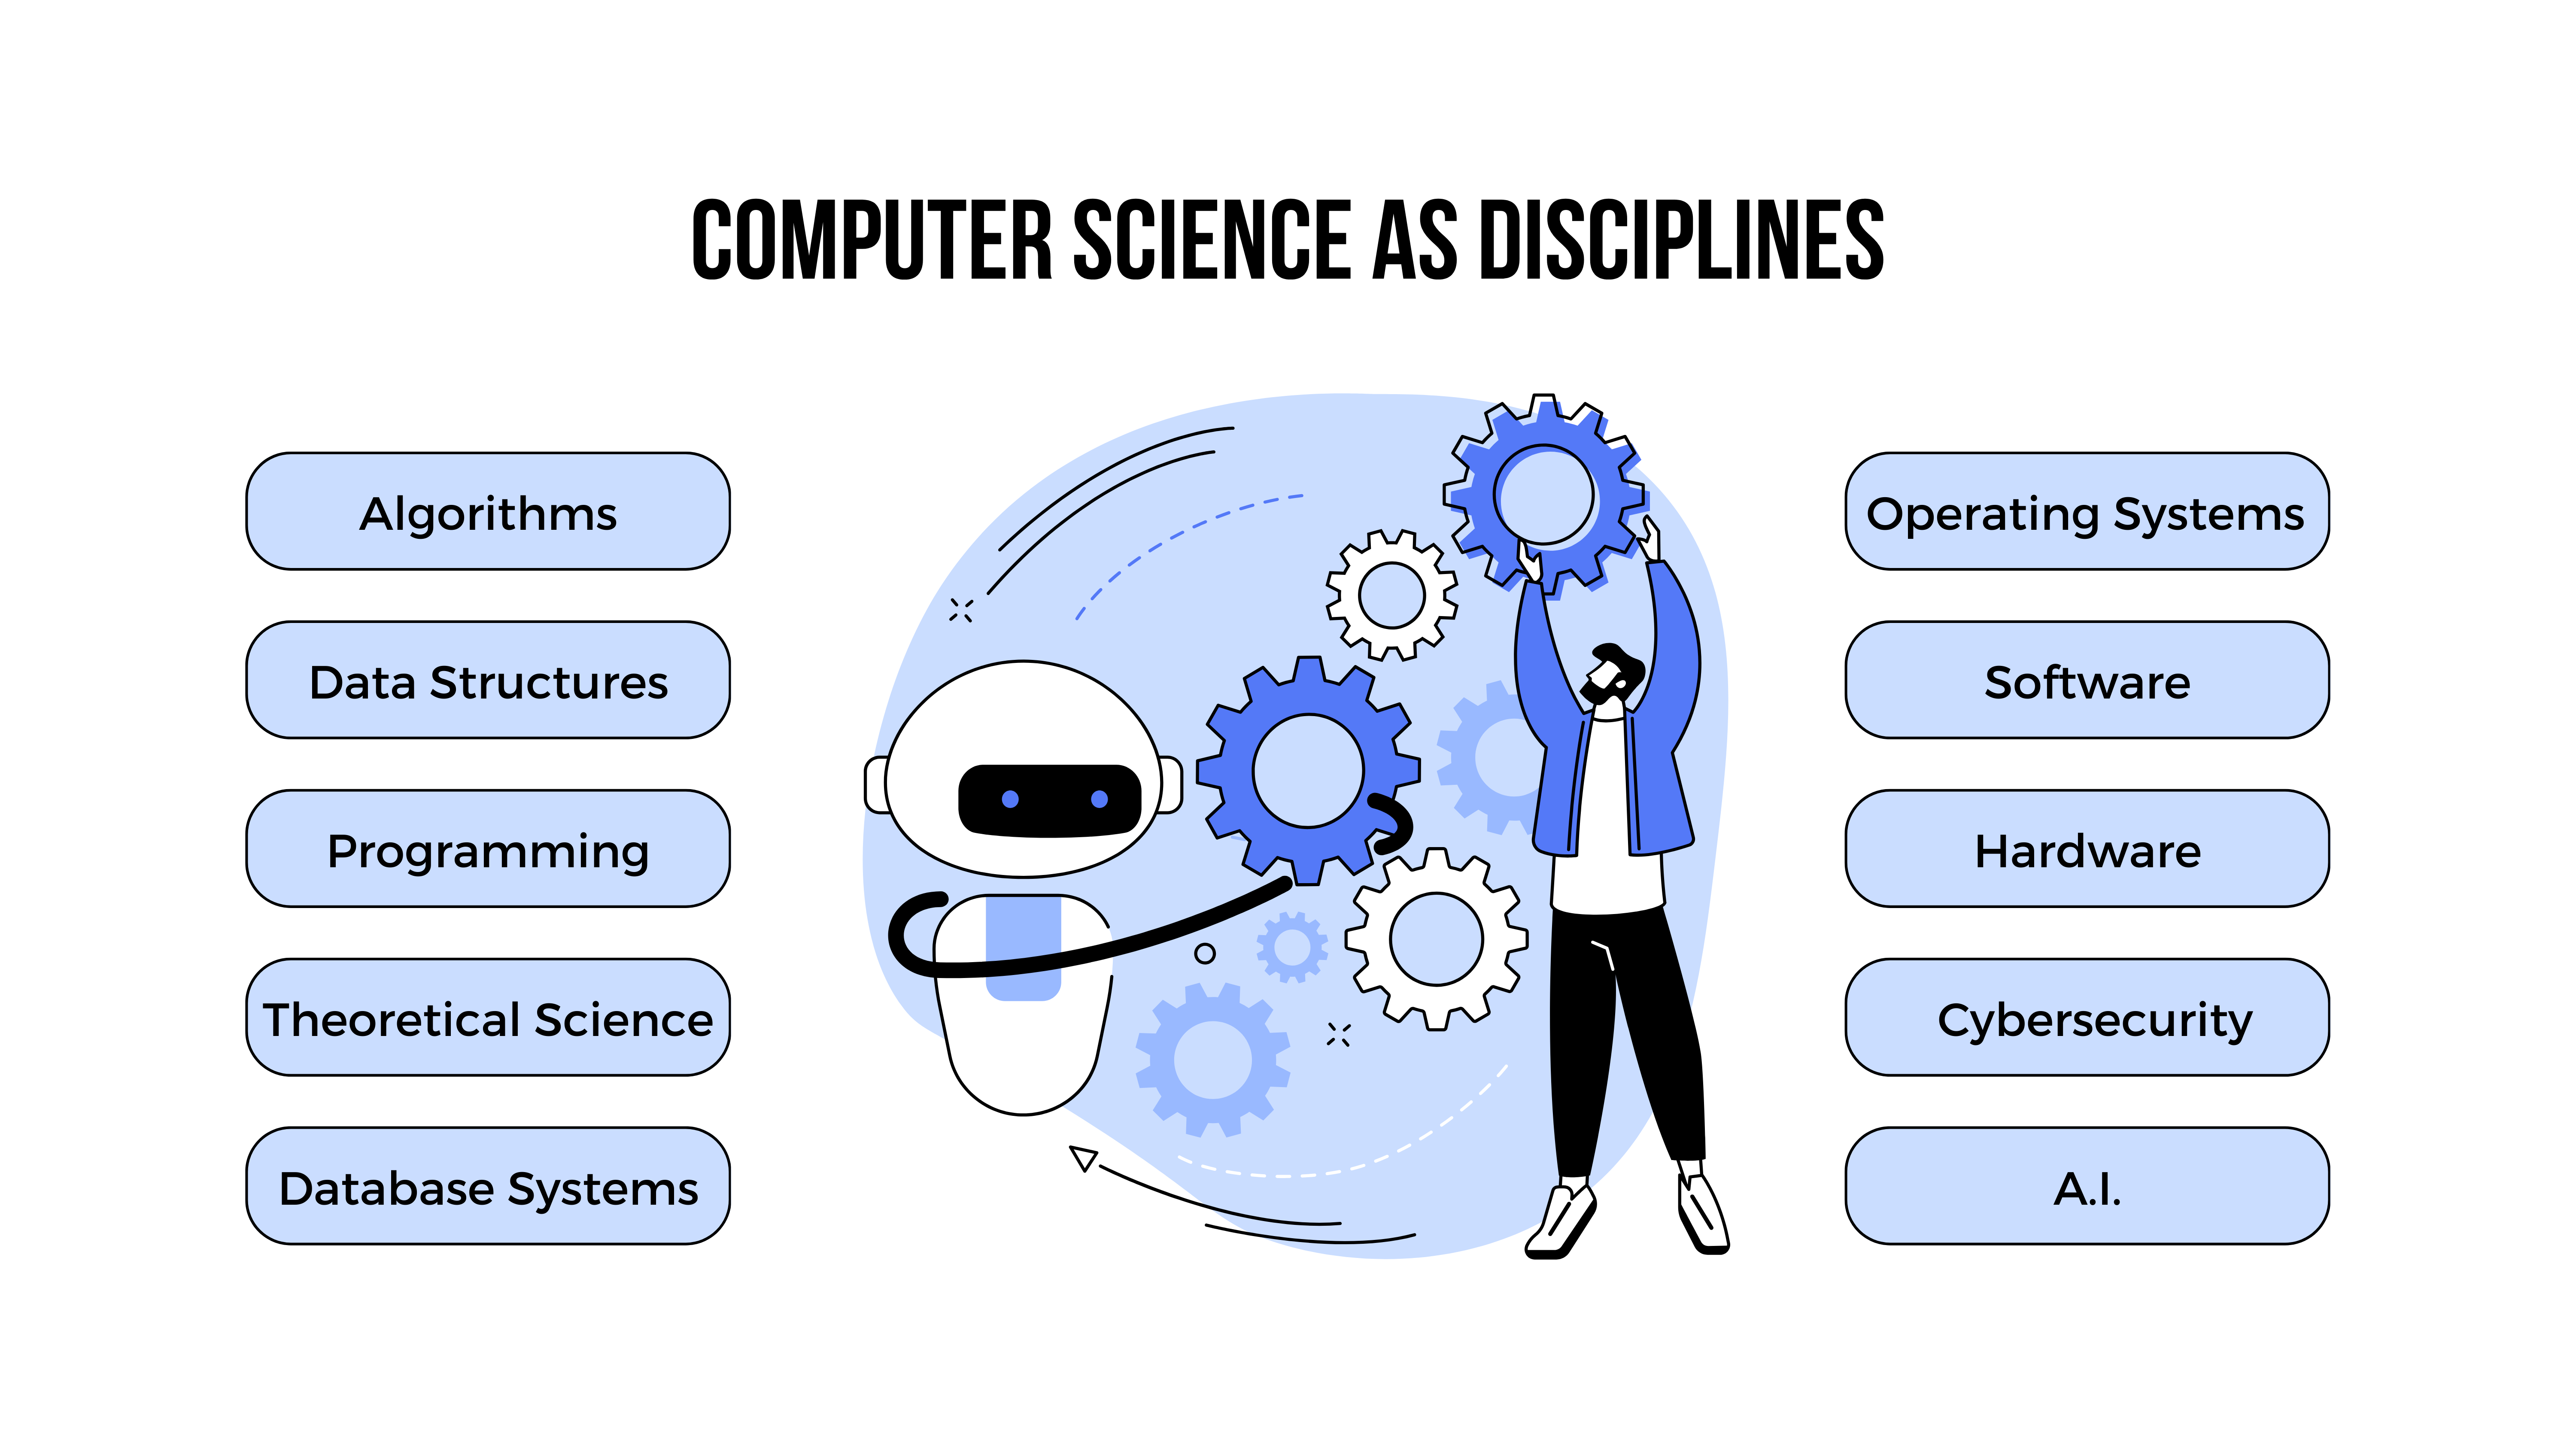 COMPUTER SCIENCE AS DISCIPLINES
Algorithms
Data Structures
Programming
Theoretical Science
Database Systems
Operating Systems
Software
Hardware
Cybersecurity
A.I.